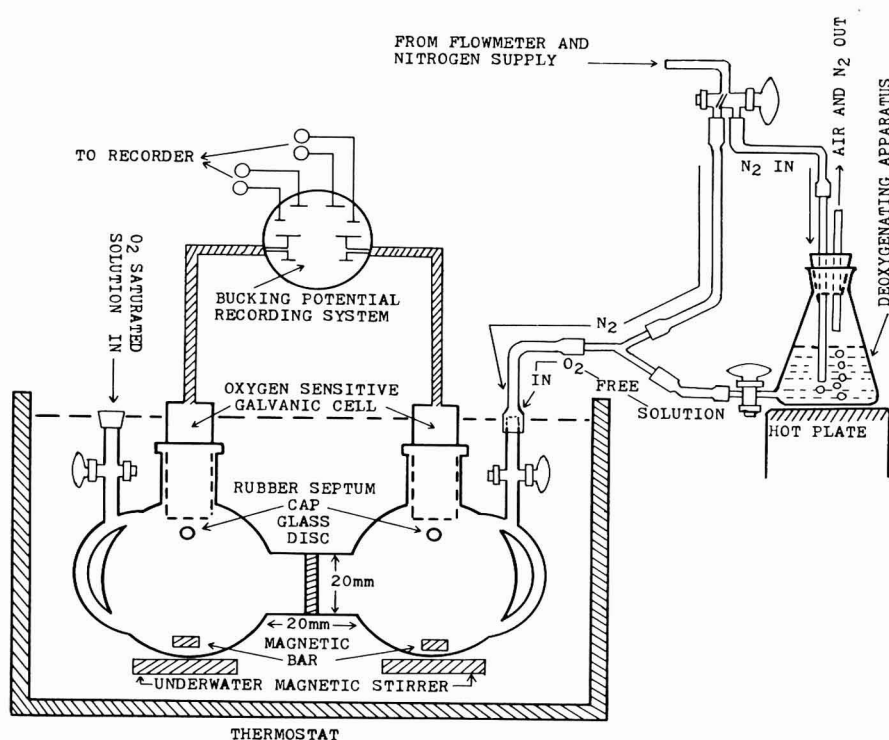 FROM FLOWMETER AND
NITROGEN SUPPLY
AIR AND N2 OUT
DEOXYGENATING APPARATUS
TO RECORDER
N2 IN
O2 SATURATED
SOLUTION IN
BUCKING POTENTIAL
RECORDING SYSTEM
N2
OXYGEN SENSITIVE
GALVANIC CELL
IN O2 FREE
SOLUTION
HOT PLATE
RUBBER SEPTUM
CAP
GLASS
DISC
20mm
20mm
MAGNETIC
BAR
UNDERWATER MAGNETIC STIRRER
THERMOSTAT